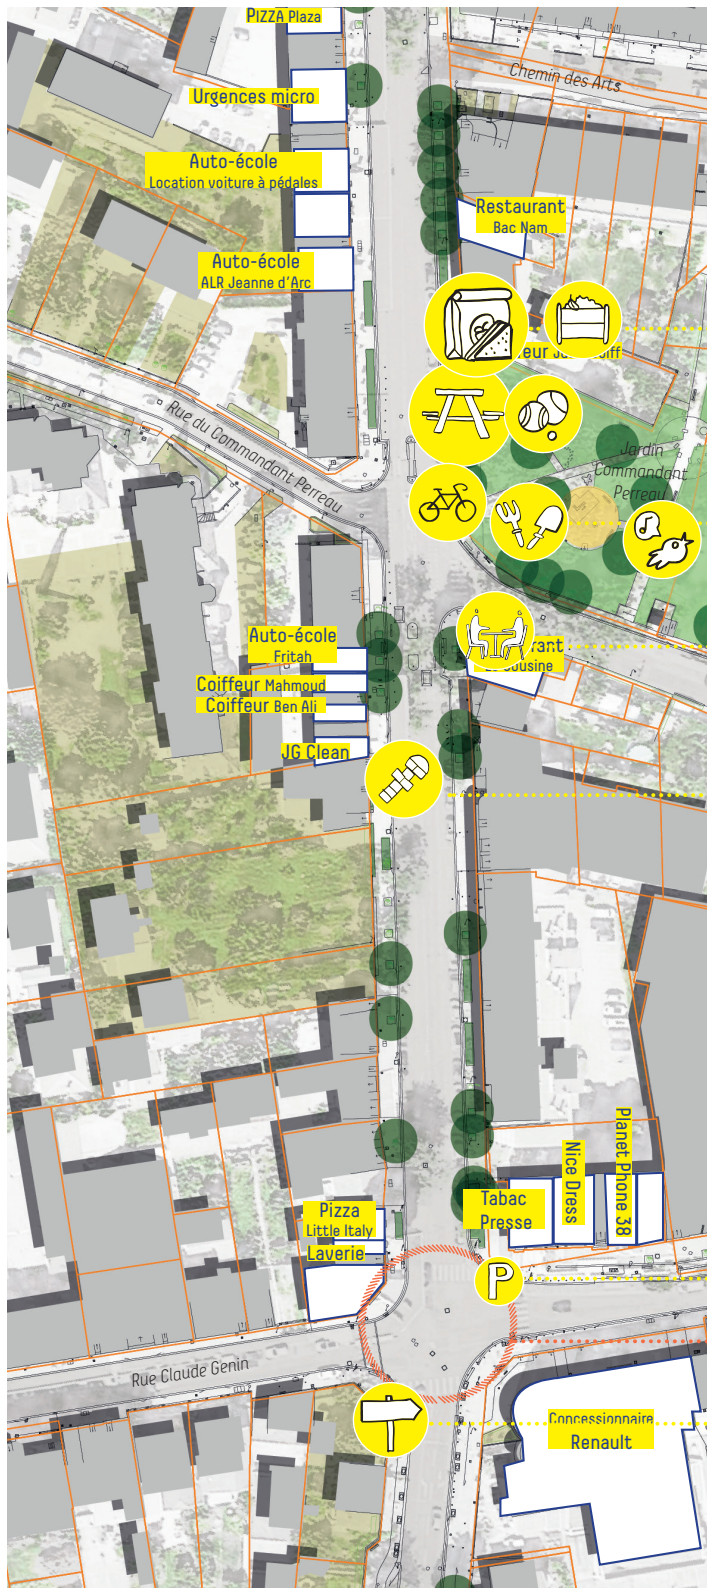 PIZZA Plaza
Chemin des Arts
Urgences micro
Auto-école
Location voiture à pédales
Restaurant
Bac Nam
Auto-école
ALR Jeanne d'Arc
Rue du Commandant Perreau
Jardin
Commandant
Perreau
Auto-école
Fritah
Coiffeur Mahmoud
Coiffeur Ben Ali
JG Clean
Planet Phone 38
Nice Dress
Tabac
Presse
Pizza
Little Italy
Laverie
P
Rue Claude Genin
Concessionnaire
Renault